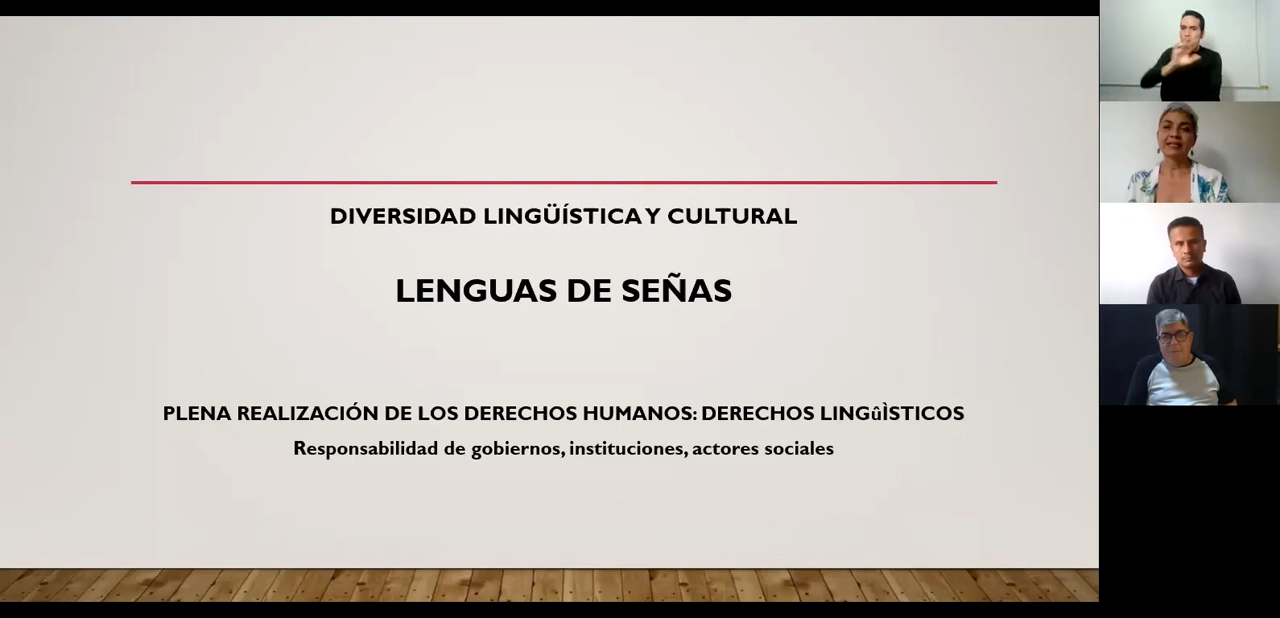 DIVERSIDAD LINGÜÍSTICA Y CULTURAL
LENGUAS DE SEÑAS
PLENA REALIZACIÓN DE LOS DERECHOS HUMANOS: DERECHOS LINGûÌSTICOS
Responsabilidad de gobiernos, instituciones, actores sociales